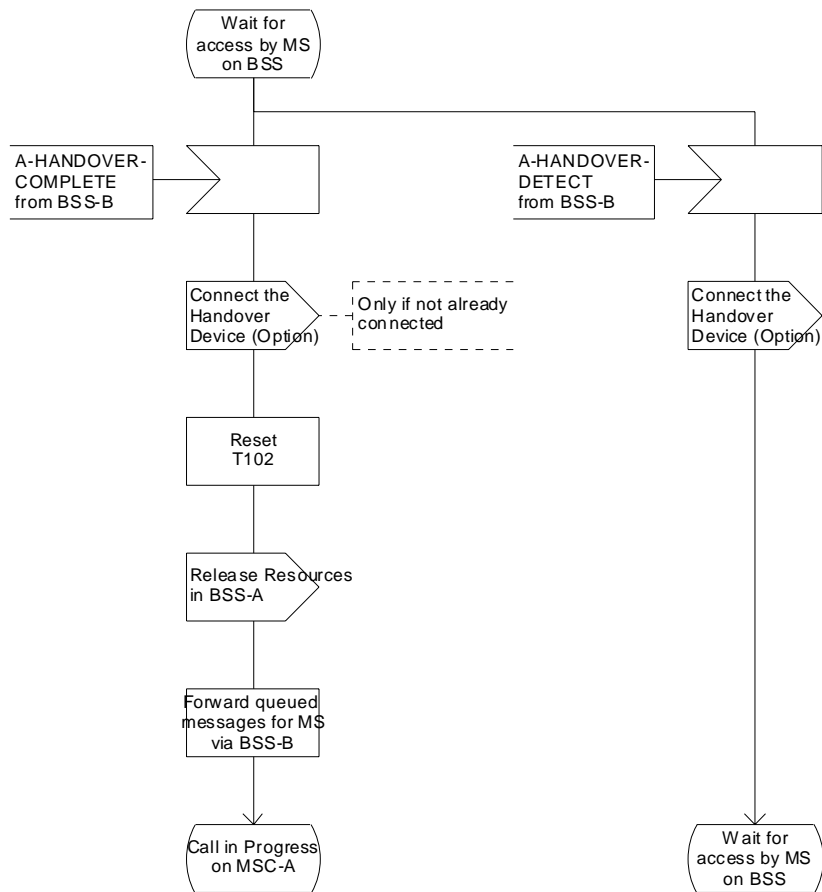 Wait for
access by MS
on BSS
A-HANDOVER-
COMPLETE
from BSS-B
A-HANDOVER-
DETECT
from BSS-B
Connect the
Handover
Device (Option)
Only if not already
connected
Connect the
Handover
Device (Option)
Reset
T102
Release Resources
in BSS-A
Forward queued
messages for MS
via BSS-B
Call in Progress
on MSC-A
Wait for
access by MS
on BSS